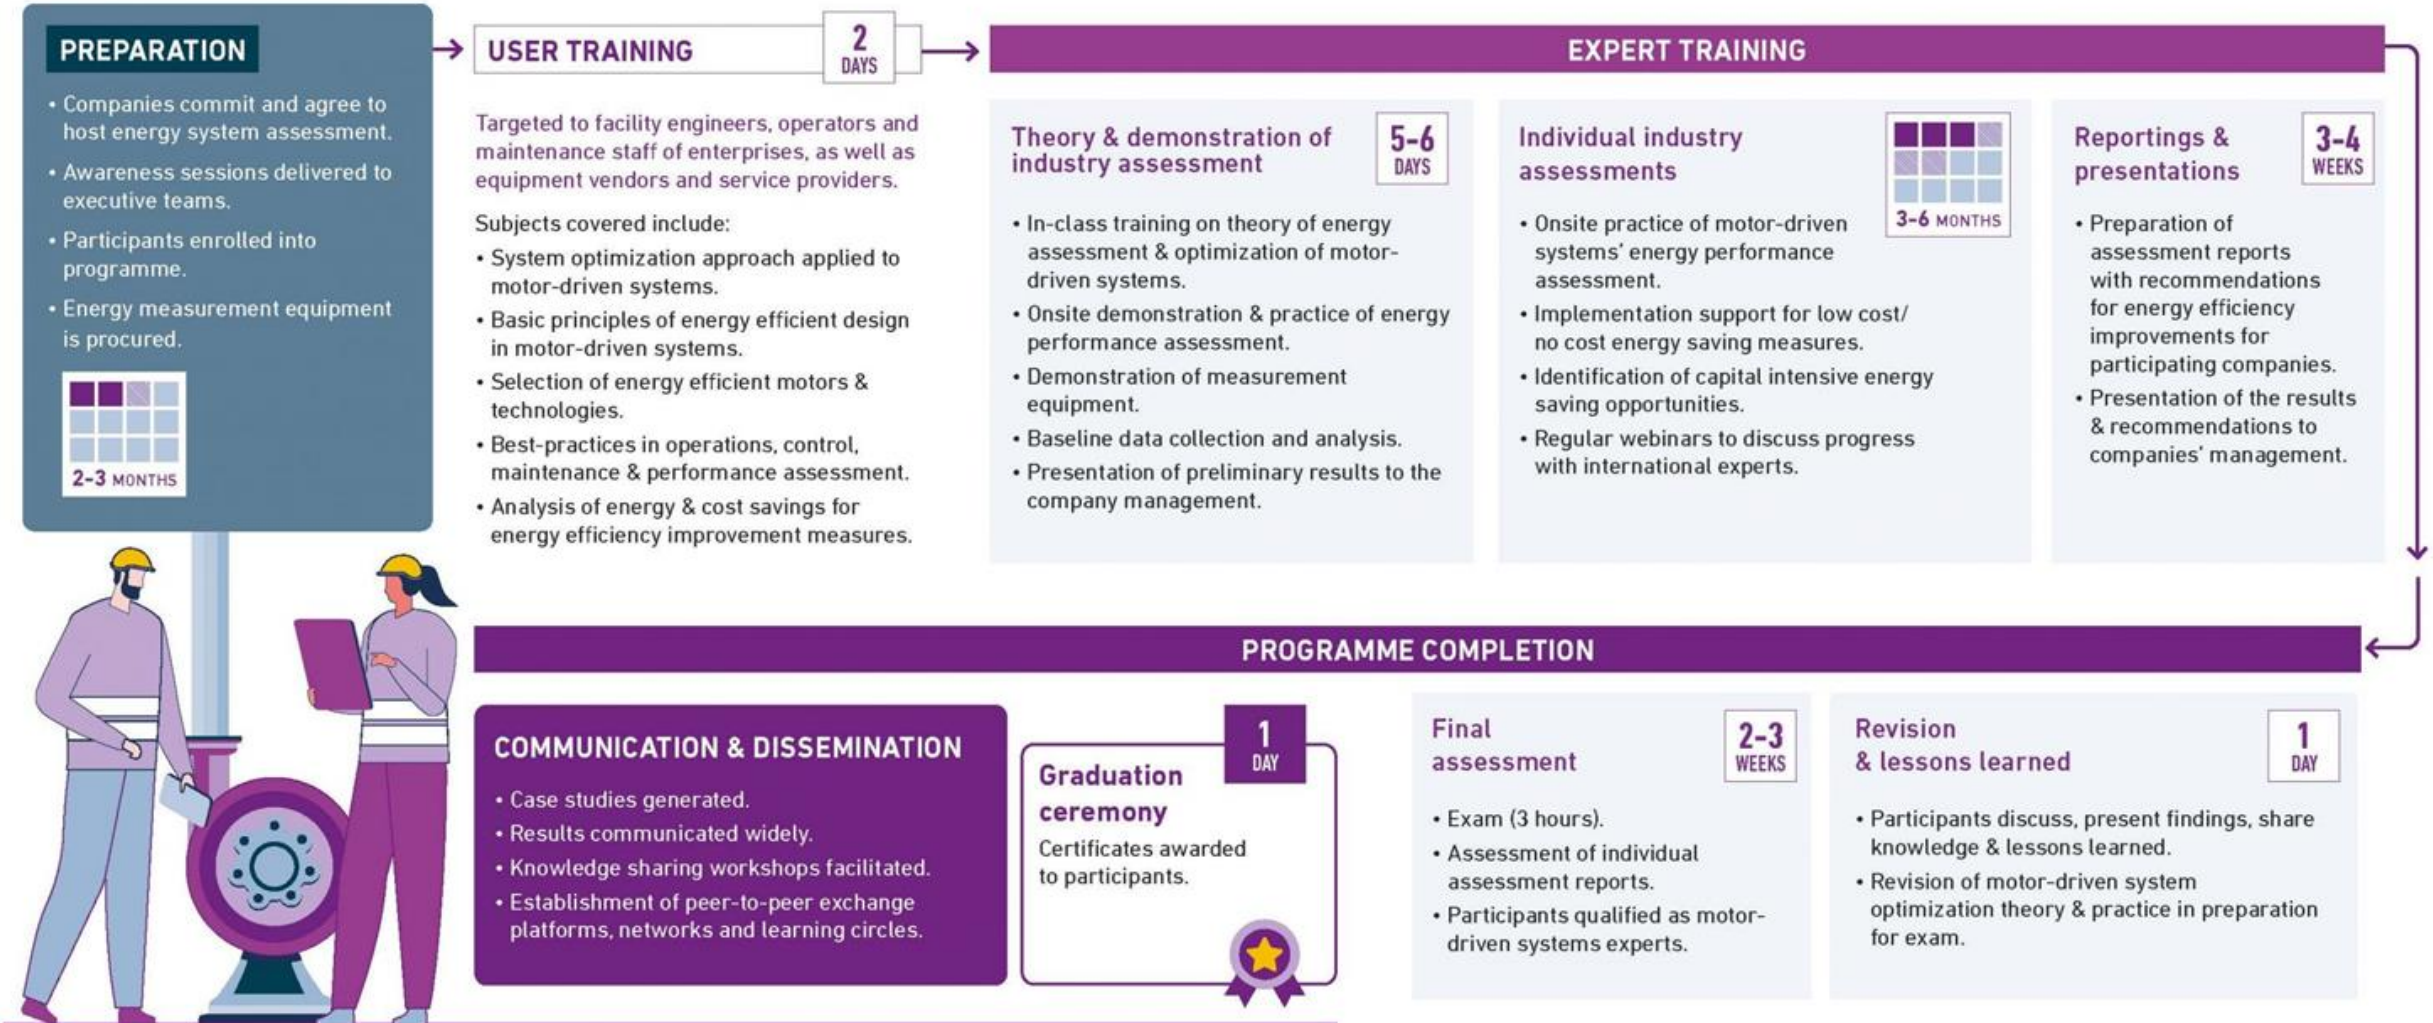 PREPARATION
• Companies commit and agree to
host energy system assessment.
• Awareness sessions delivered to
executive teams.
• Participants enrolled into
programme.
• Energy measurement equipment
is procured.
2-3 MONTHS
USER TRAINING
2
DAYS
Targeted to facility engineers, operators and
maintenance staff of enterprises, as well as
equipment vendors and service providers.
Subjects covered include:
• System optimization approach applied to
motor-driven systems.
• Basic principles of energy efficient design
in motor-driven systems.
• Selection of energy efficient motors &
technologies.
• Best-practices in operations, control,
maintenance & performance assessment.
• Analysis of energy & cost savings for
energy efficiency improvement measures.
EXPERT TRAINING
Theory & demonstration of
industry assessment
5-6
DAYS
• In-class training on theory of energy
assessment & optimization of motor-
driven systems.
• Onsite demonstration & practice of energy
performance assessment.
• Demonstration of measurement
equipment.
• Baseline data collection and analysis.
• Presentation of preliminary results to the
company management.
Individual industry
assessments
3-6 MONTHS
• Onsite practice of motor-driven
systems' energy performance
assessment.
• Implementation support for low cost/
no cost energy saving measures.
• Identification of capital intensive energy
saving opportunities.
• Regular webinars to discuss progress
with international experts.
Reportings &
presentations
3-4
WEEKS
• Preparation of
assessment reports
with recommendations
for energy efficiency
improvements for
participating companies.
• Presentation of the results
& recommendations to
companies' management.
PROGRAMME COMPLETION
COMMUNICATION & DISSEMINATION
• Case studies generated.
• Results communicated widely.
• Knowledge sharing workshops facilitated.
• Establishment of peer-to-peer exchange
platforms, networks and learning circles.
1
DAY
Graduation
ceremony
Certificates awarded
to participants.
Final
assessment
2-3
WEEKS
• Exam (3 hours).
• Assessment of individual
assessment reports.
• Participants qualified as motor-
driven systems experts.
Revision
& lessons learned
1
DAY
• Participants discuss, present findings, share
knowledge & lessons learned.
• Revision of motor-driven system
optimization theory & practice in preparation
for exam.